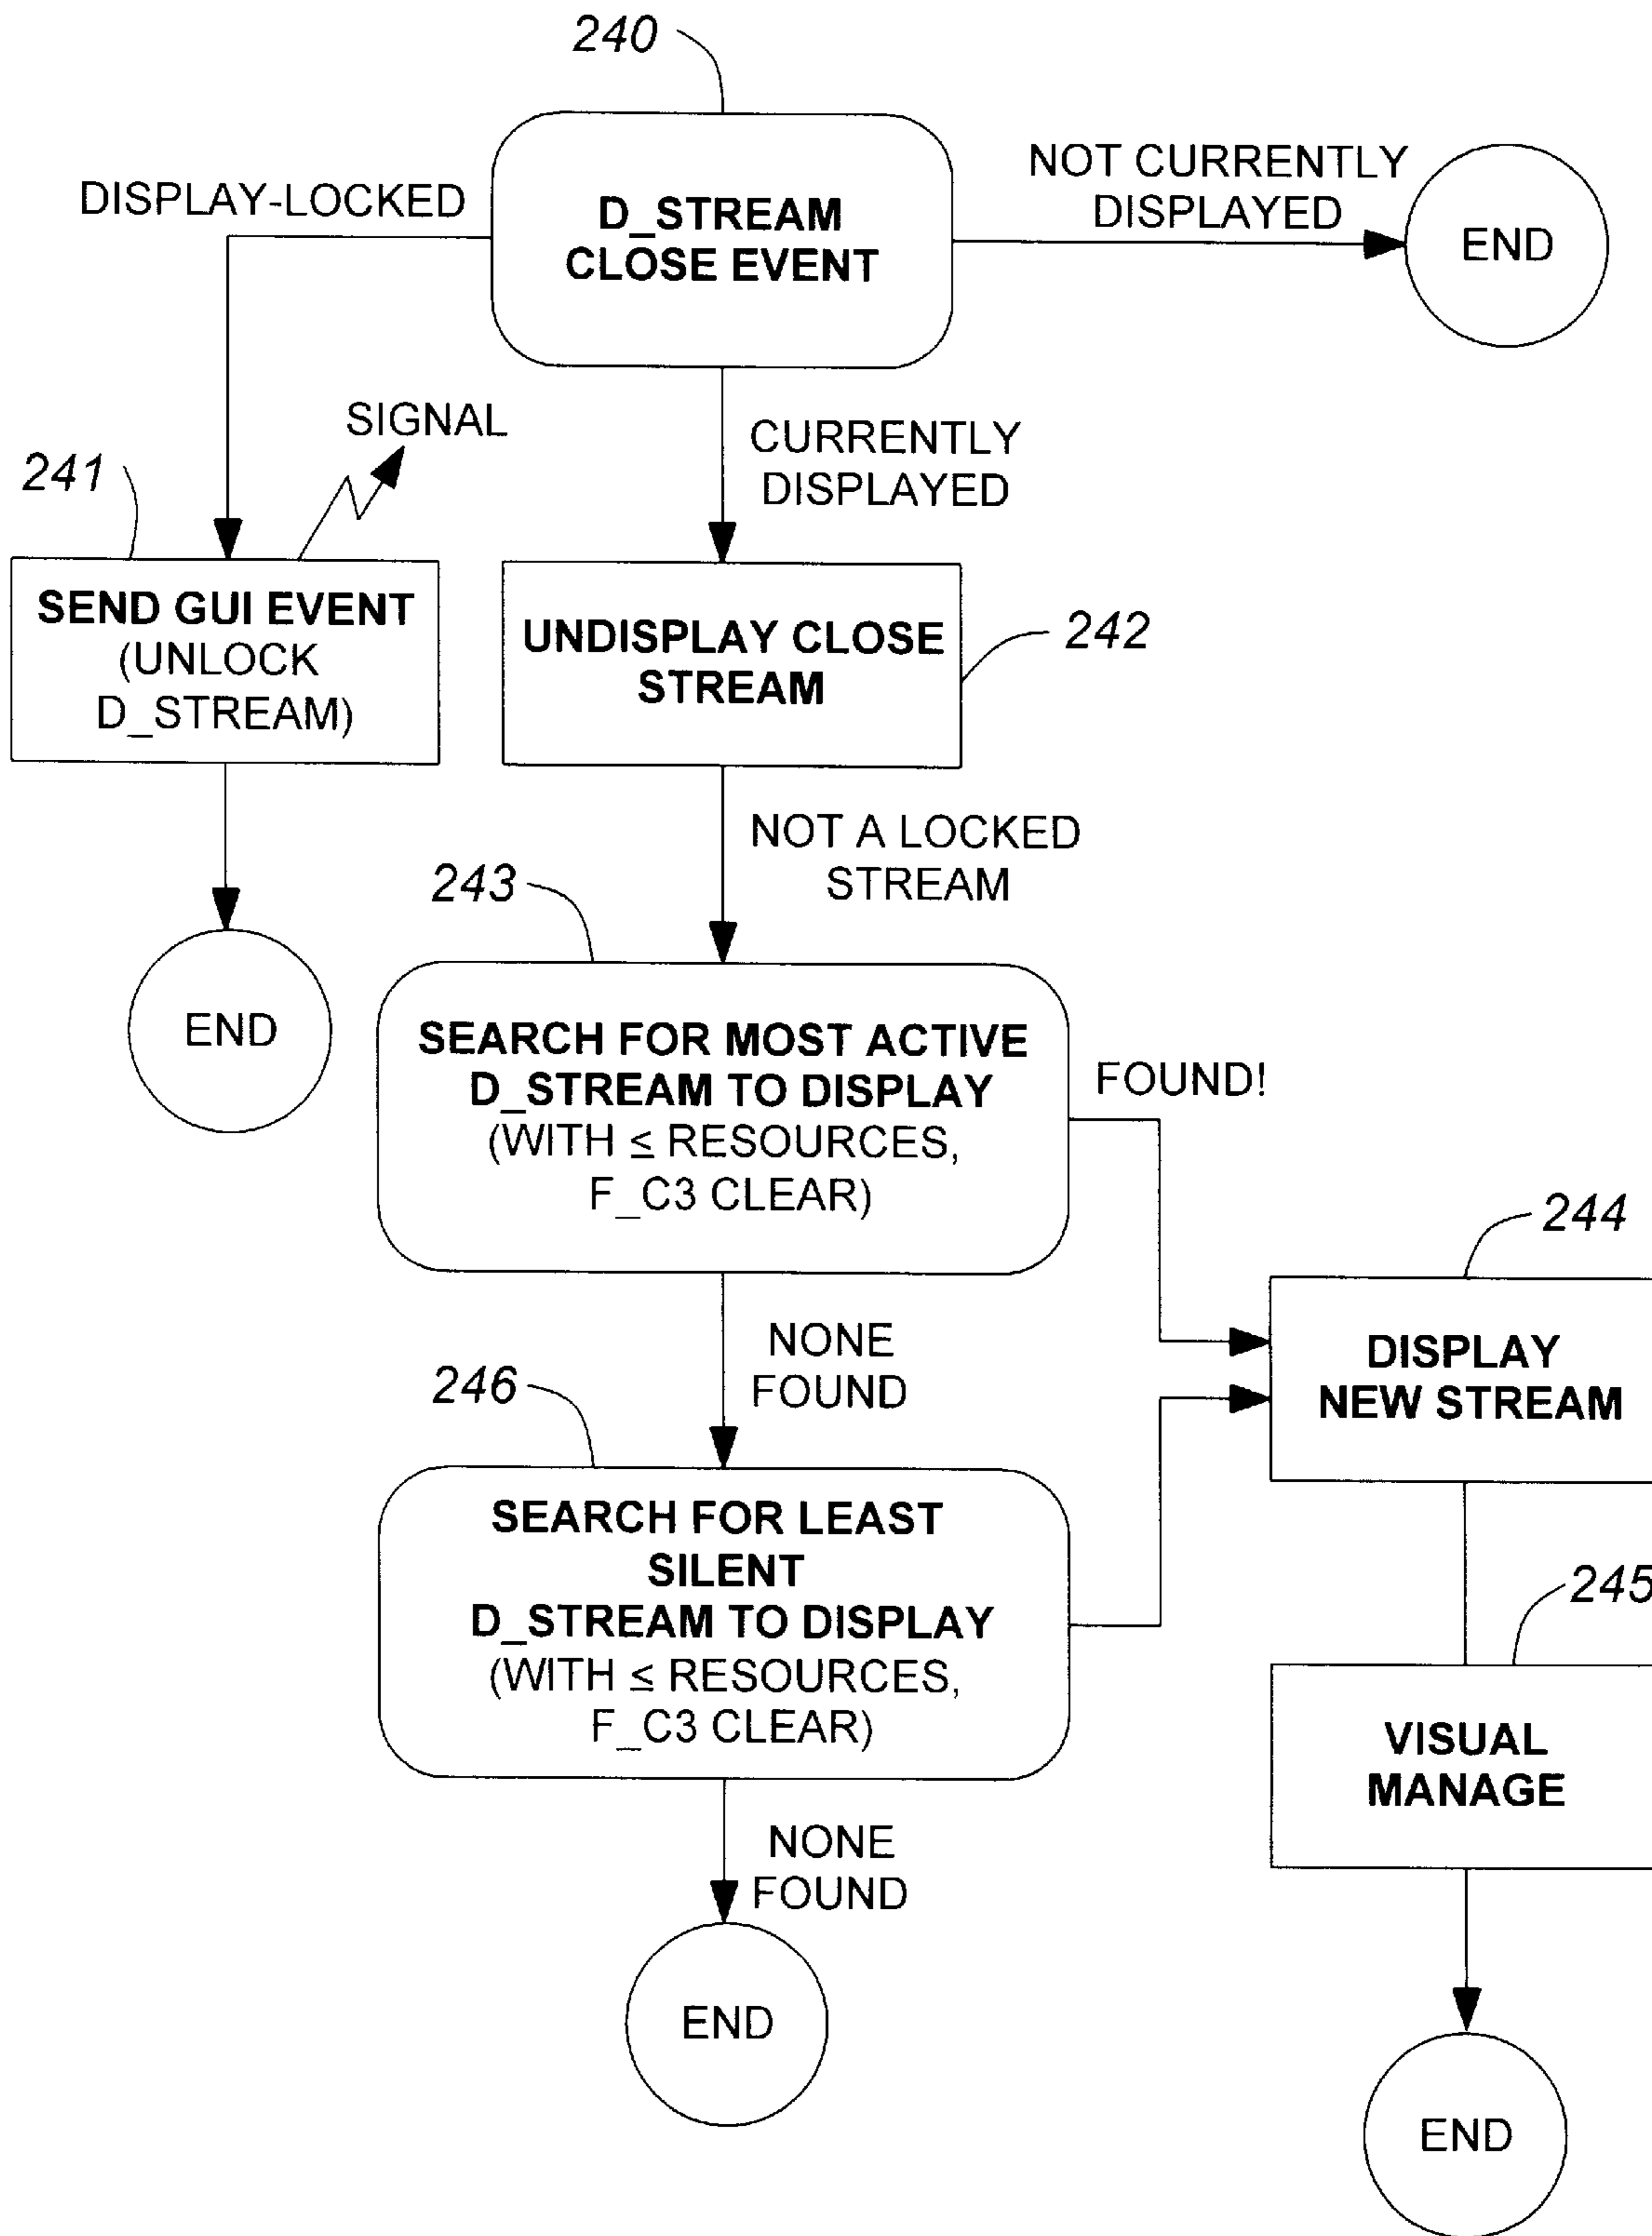 240
DISPLAY-LOCKED
D_STREAM
CLOSE EVENT
NOT CURRENTLY
DISPLAYED
END
SIGNAL
CURRENTLY
DISPLAYED
241
SEND GUI EVENT
(UNLOCK
D_STREAM)
UNDISPLAY CLOSE
STREAM
242
NOT A LOCKED
STREAM
END
243
SEARCH FOR MOST ACTIVE
D_STREAM TO DISPLAY
(WITH ≤ RESOURCES,
F_C3 CLEAR)
FOUND!
NONE
FOUND
244
DISPLAY
NEW STREAM
246
SEARCH FOR LEAST
SILENT
D_STREAM TO DISPLAY
(WITH ≤ RESOURCES,
F_C3 CLEAR)
245
VISUAL
MANAGE
NONE
FOUND
END
END